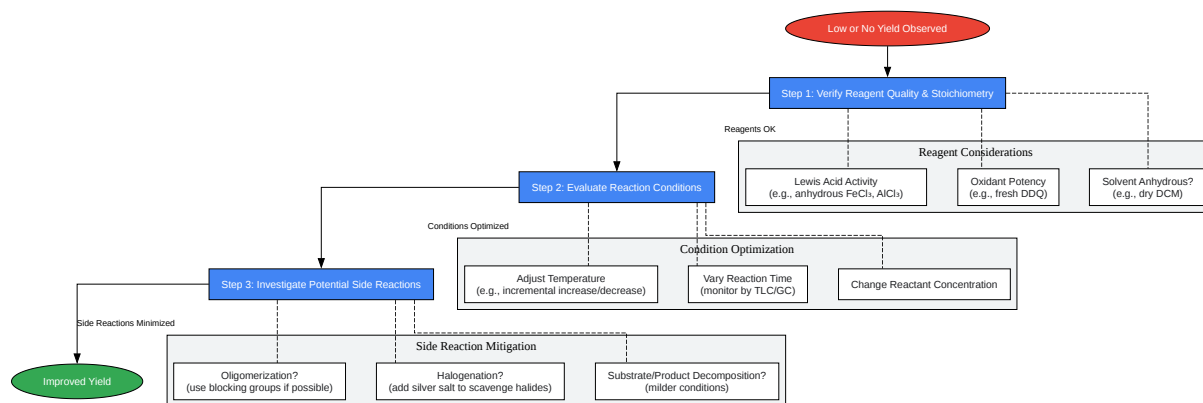 Low or No Yield Observed
Step 1: Verify Reagent Quality & Stoichiometry
Reagents OK
Reagent Considerations
Lewis Acid Activity
(e.g., anhydrous FeCl₃, AlCl₃)
Oxidant Potency
(e.g., fresh DDQ)
Solvent Anhydrous?
(e.g., dry DCM)
Step 2: Evaluate Reaction Conditions
Conditions Optimized
Condition Optimization
Adjust Temperature
(e.g., incremental increase/decrease)
Vary Reaction Time
(monitor by TLC/GC)
Change Reactant Concentration
Step 3: Investigate Potential Side Reactions
Side Reactions Minimized
Side Reaction Mitigation
Oligomerization?
(use blocking groups if possible)
Halogenation?
(add silver salt to scavenge halides)
Substrate/Product Decomposition?
(milder conditions)
Improved Yield